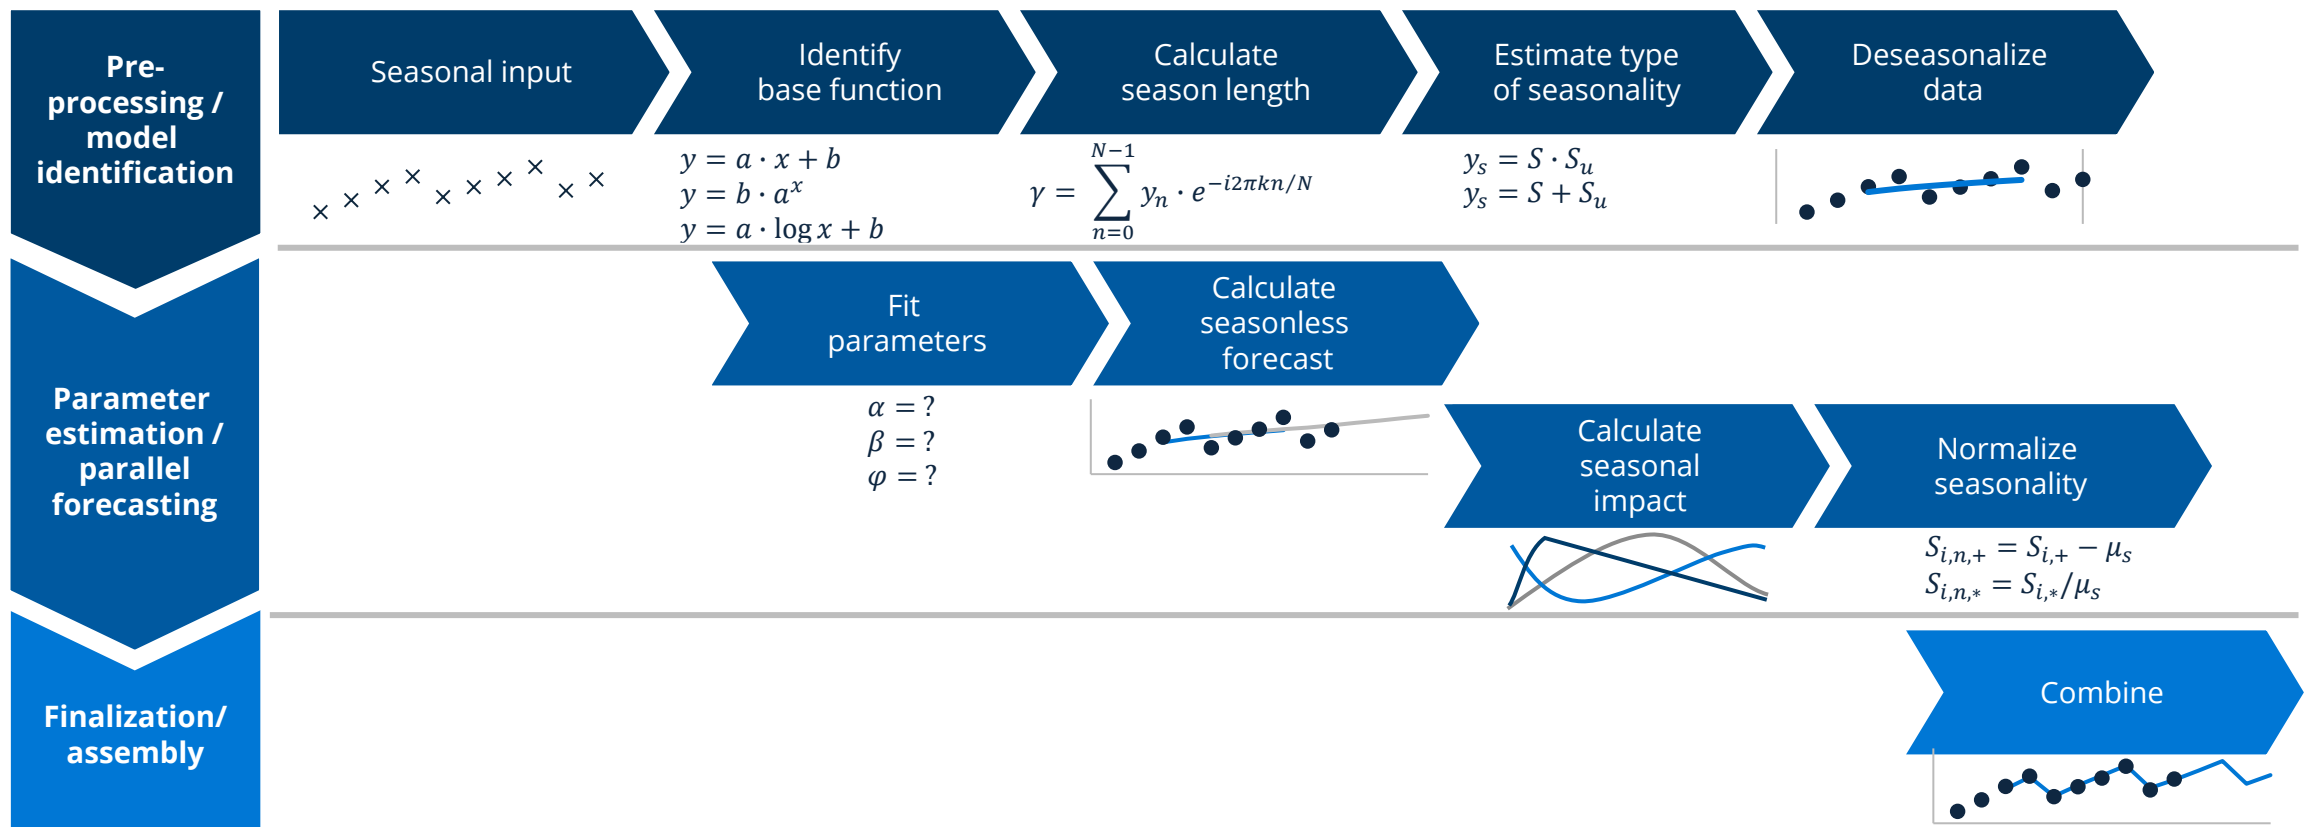 Pre-
processing /
model
identification
Seasonal input
Identify
base function
Calculate
season length
Estimate type
of seasonality
Deseasonalize
data
y = a · x + b
y = b · a^x
y = a · log x + b
γ = ∑_{n=0}^{N−1} y_n · e^{−i2πkn/N}
y_s = S · S_u
y_s = S + S_u
Parameter
estimation /
parallel
forecasting
Fit
parameters
Calculate
seasonless
forecast
α = ?
β = ?
φ = ?
Calculate
seasonal
impact
Normalize
seasonality
S_{i,n,+} = S_{i,+} − μ_s
S_{i,n,*} = S_{i,*}/μ_s
Finalization/
assembly
Combine